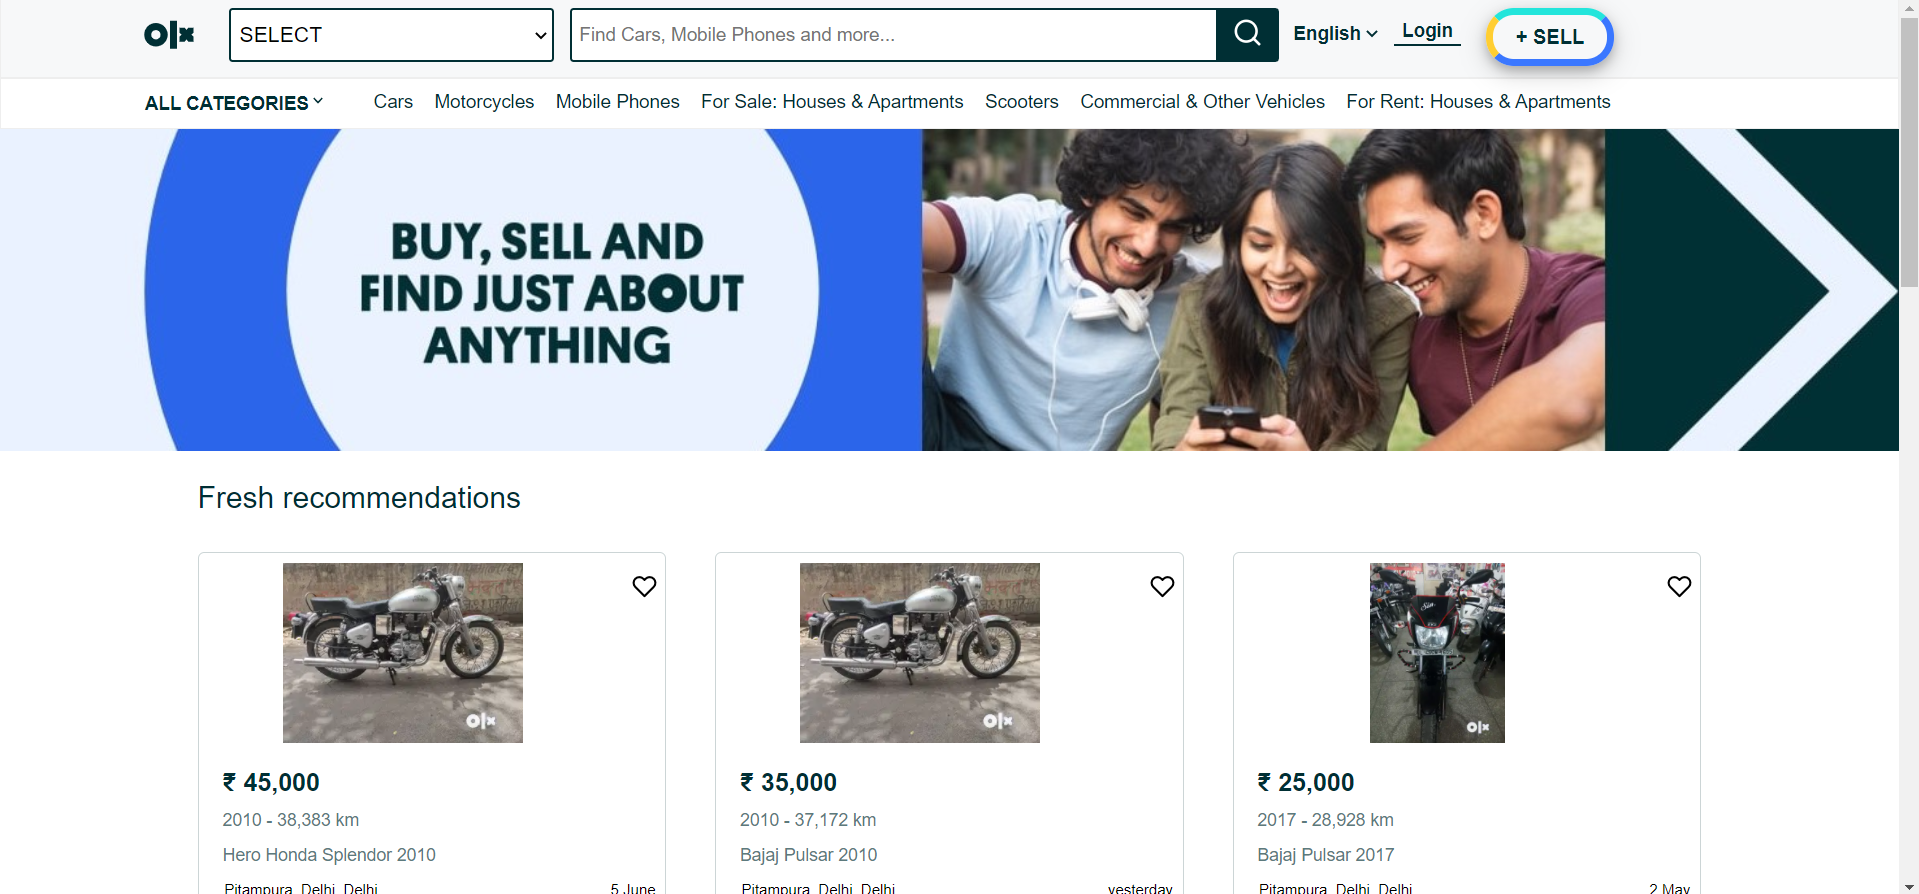 olx
SELECT
Find Cars, Mobile Phones and more...
English
Login
+ SELL
ALL CATEGORIES
Cars
Motorcycles
Mobile Phones
For Sale: Houses & Apartments
Scooters
Commercial & Other Vehicles
For Rent: Houses & Apartments
BUY, SELL AND
FIND JUST ABOUT
ANYTHING
Fresh recommendations
olx
₹ 45,000
2010 - 38,383 km
Hero Honda Splendor 2010
Pitampura, Delhi, Delhi
5 June
olx
₹ 35,000
2010 - 37,172 km
Bajaj Pulsar 2010
Pitampura, Delhi, Delhi
yesterday
olx
₹ 25,000
2017 - 28,928 km
Bajaj Pulsar 2017
Pitampura, Delhi, Delhi
2 May